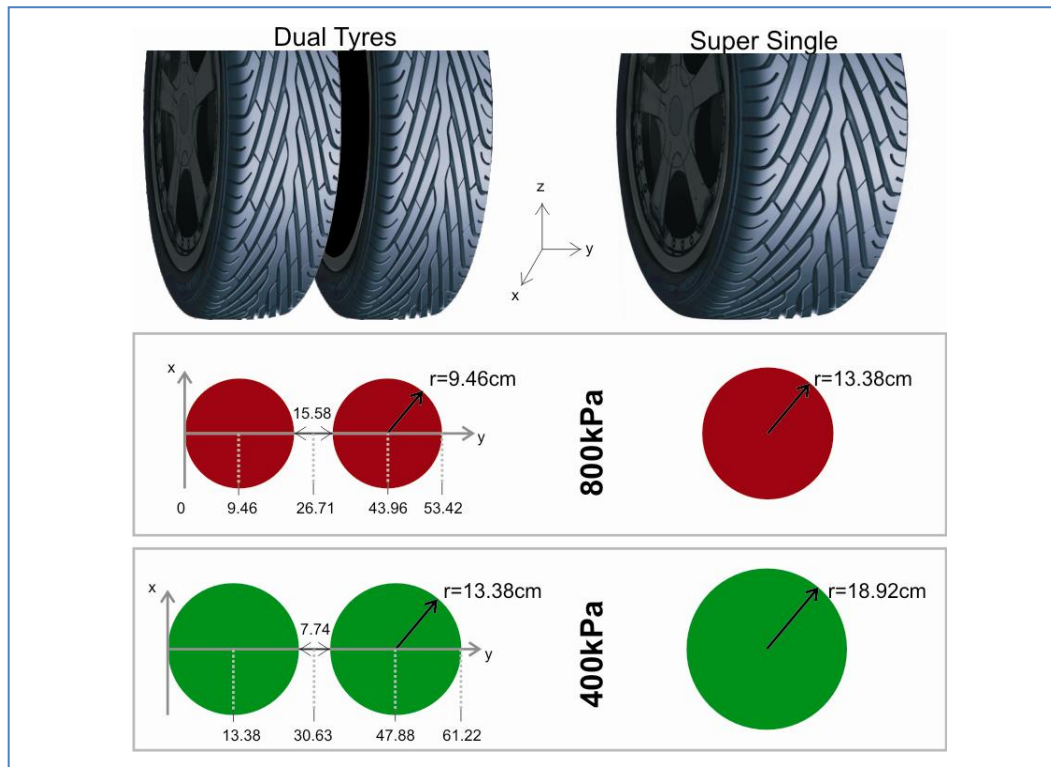 Dual Tyres
Super Single
z
y
x
x
r=9.46cm
15.58
y
0
9.46
26.71
43.96
53.42
800kPa
r=13.38cm
x
r=13.38cm
7.74
y
13.38
30.63
47.88
61.22
400kPa
r=18.92cm